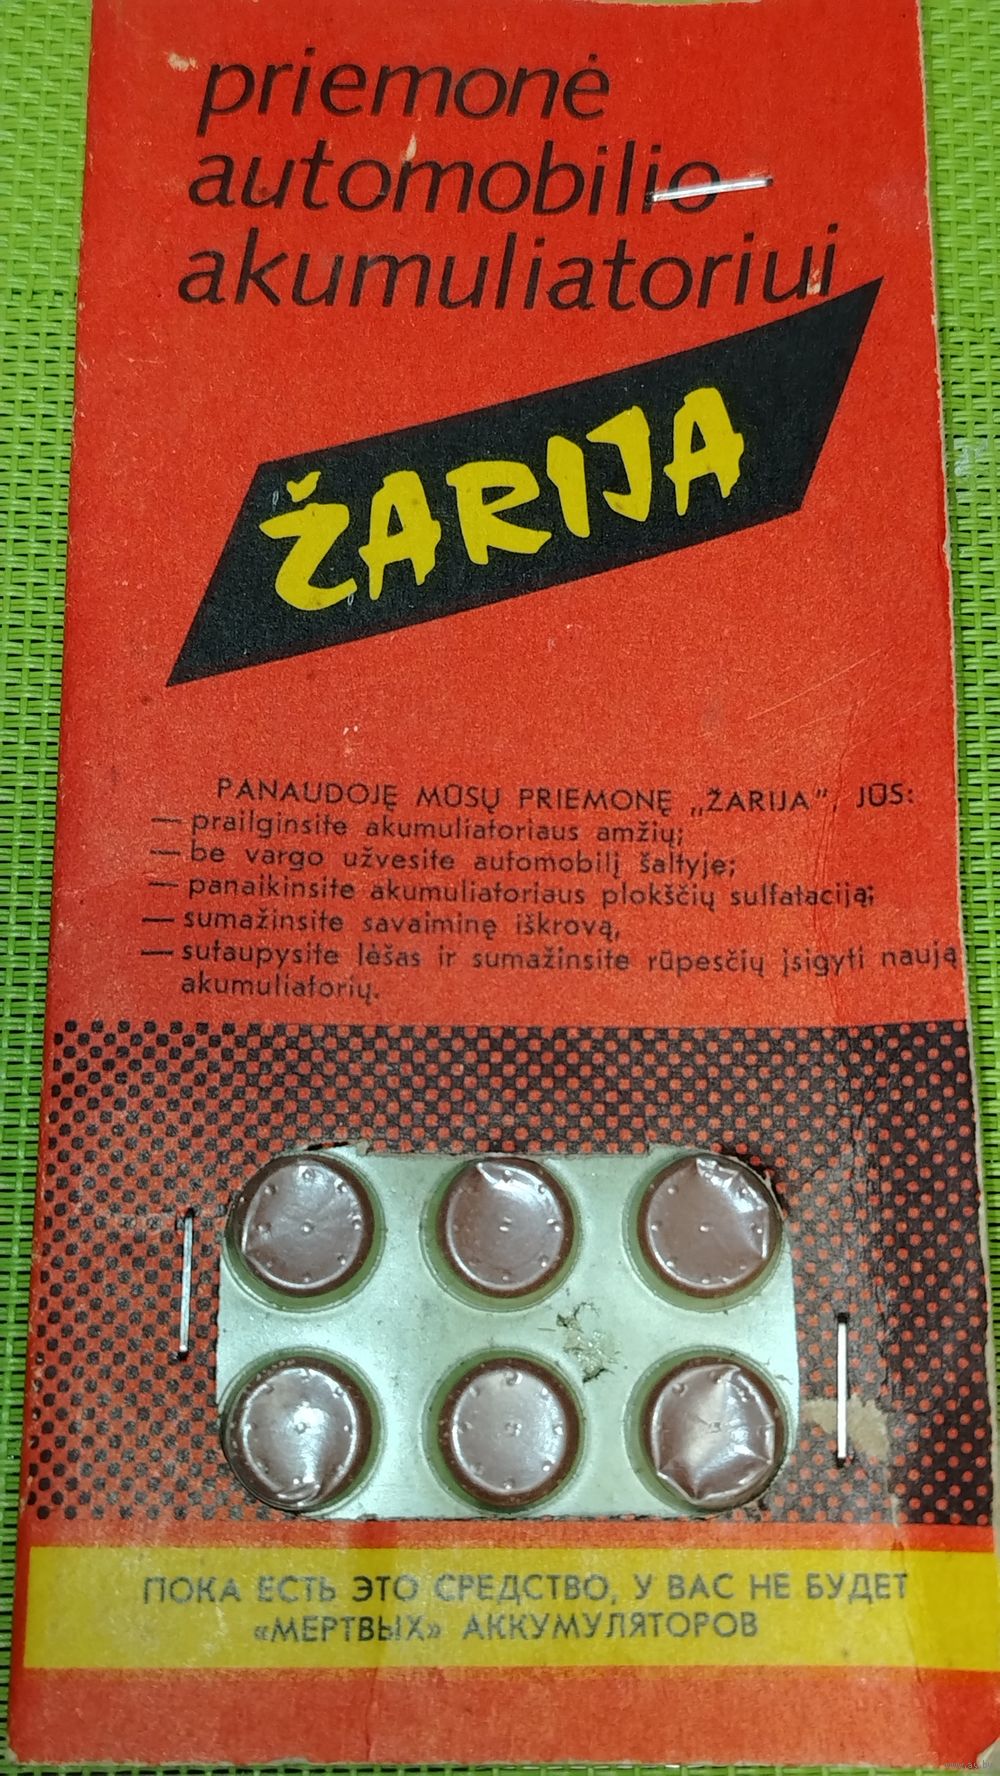 priemonė
automobilio
akumuliatoriui
ŽARIJA
PANAUDOJĘ MŪSŲ PRIEMONĘ „ŽARIJA", JŪS:
— prailginsite akumuliatoriaus amžių;
— be vargo užvesite automobilį šaltyje;
— panaikinsite akumuliatoriaus plokščių sulfataciją;
— sumažinsite savaiminę iškrovą,
— sutaupysite lėšas ir sumažinsite rūpesčių įsigyti naują
akumuliatorių.
ПОКА ЕСТЬ ЭТО СРЕДСТВО, У ВАС НЕ БУДЕТ
«МЕРТВЫХ» АККУМУЛЯТОРОВ